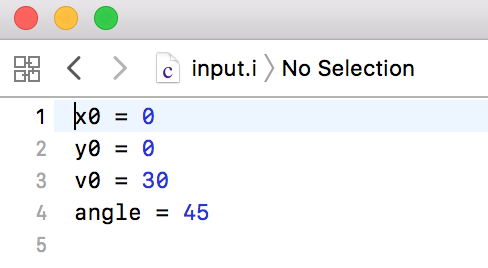 c input.i 〉 No Selection
1 x0 = 0
2 y0 = 0
3 v0 = 30
4 angle = 45
5